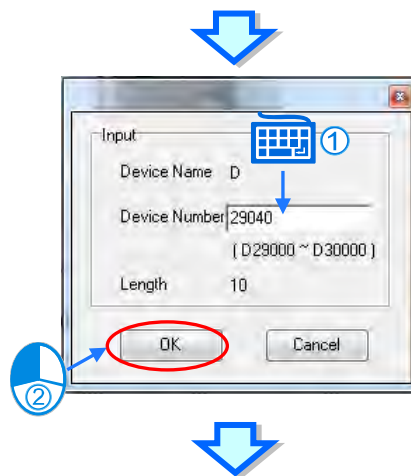 Input
①
Device Name D
Device Number 29040
( D29000 ~ D30000 )
Length 10
OK Cancel
②